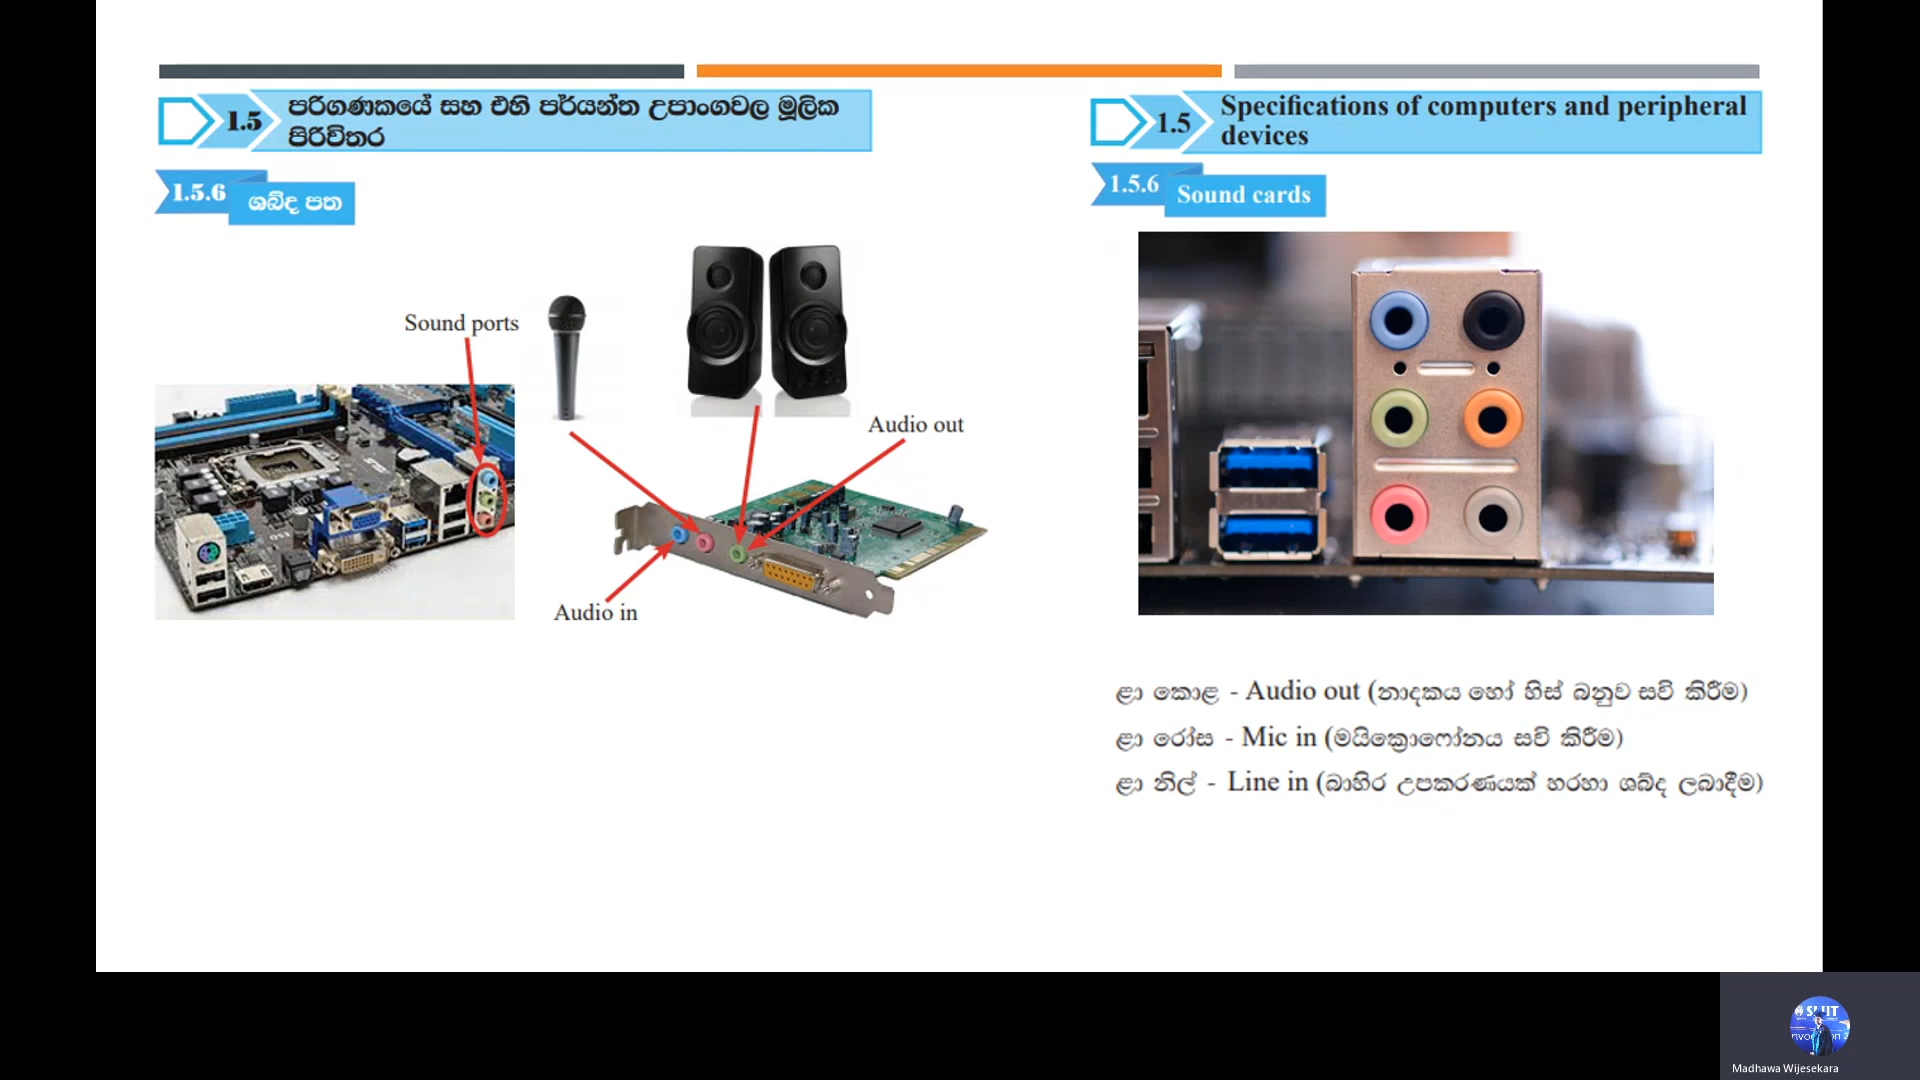 1.5 පරිගණකයේ සහ එහි පර්යන්ත උපාංගවල මූලික
පිරිවිතර
1.5.6 ශබ්ද පත
Sound ports
Audio out
Audio in
1.5 Specifications of computers and peripheral
devices
1.5.6 Sound cards
ළා කොළ - Audio out (නාදකය හෝ හිස් බනුව සවි කිරීම)
ළා රෝස - Mic in (මයික්‍රොෆෝනය සවි කිරීම)
ළා නිල් - Line in (බාහිර උපකරණයක් හරහා ශබ්ද ලබාදීම)
Madhawa Wijesekara